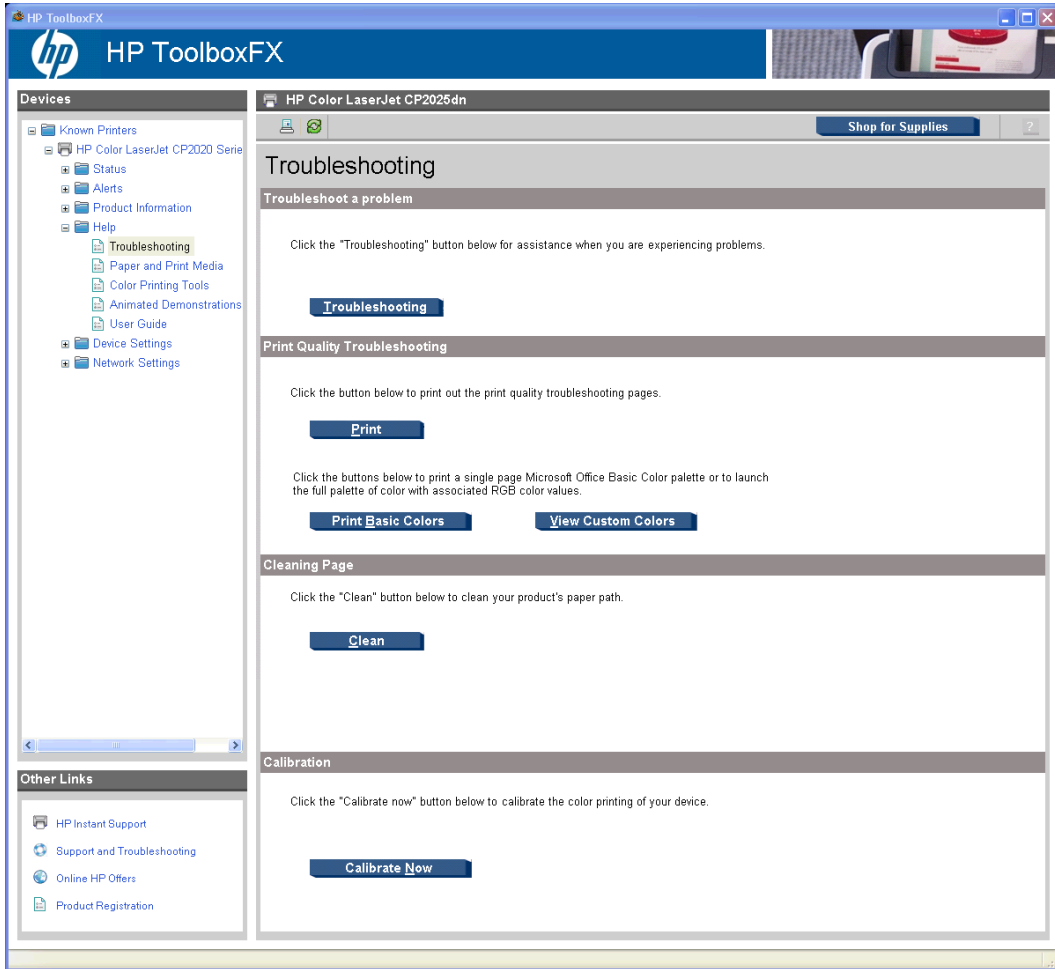 HP ToolboxFX
hp
HP ToolboxFX
Devices
Known Printers
HP Color LaserJet CP2020 Serie
Status
Alerts
Product Information
Help
Troubleshooting
Paper and Print Media
Color Printing Tools
Animated Demonstrations
User Guide
Device Settings
Network Settings
Other Links
HP Instant Support
Support and Troubleshooting
Online HP Offers
Product Registration
HP Color LaserJet CP2025dn
Shop for Supplies
?
Troubleshooting
Troubleshoot a problem
Click the "Troubleshooting" button below for assistance when you are experiencing problems.
Troubleshooting
Print Quality Troubleshooting
Click the button below to print out the print quality troubleshooting pages.
Print
Click the buttons below to print a single page Microsoft Office Basic Color palette or to launch
the full palette of color with associated RGB color values.
Print Basic Colors
View Custom Colors
Cleaning Page
Click the "Clean" button below to clean your product's paper path.
Clean
Calibration
Click the "Calibrate now" button below to calibrate the color printing of your device.
Calibrate Now